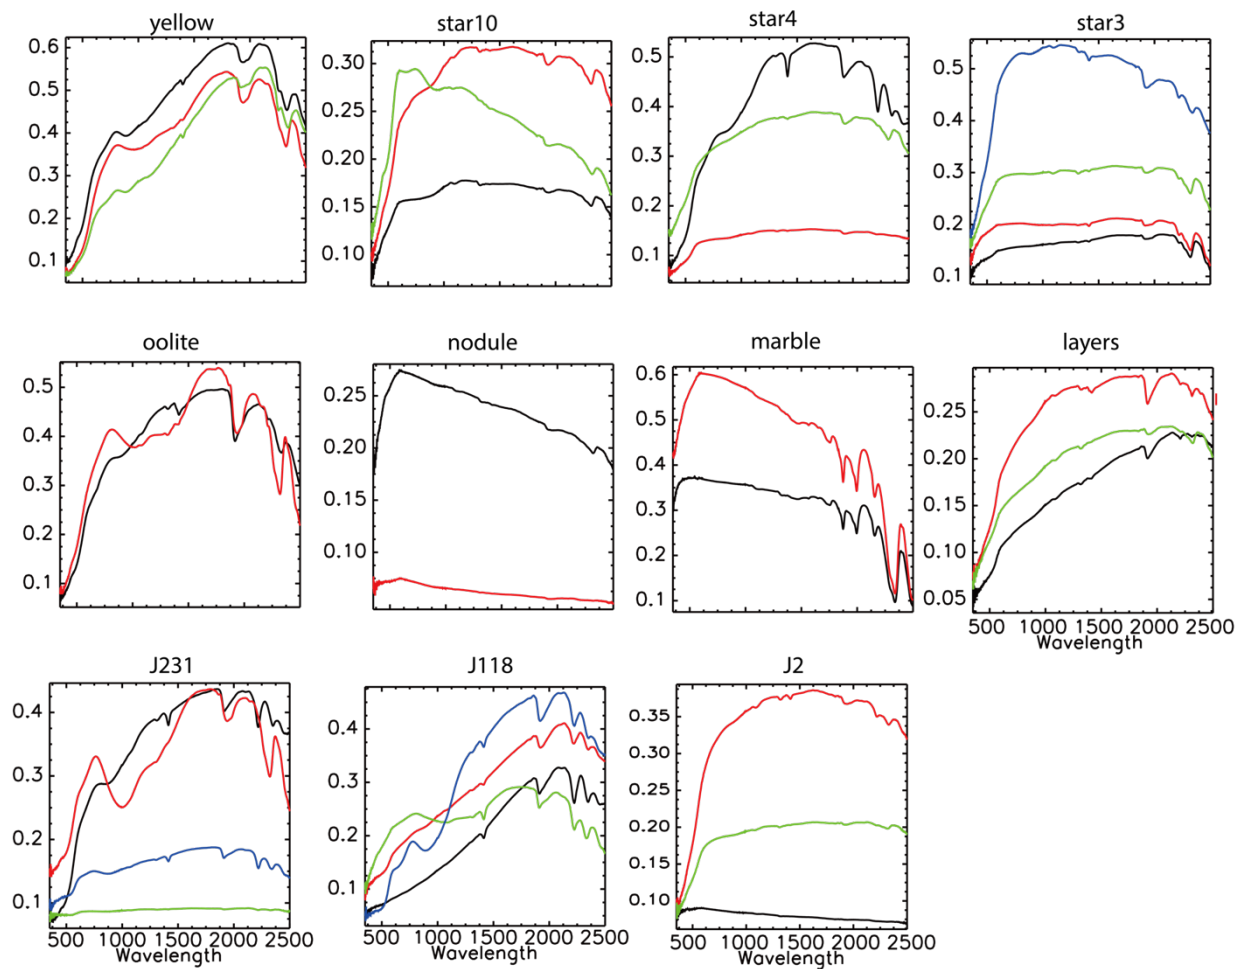 yellow star10 star4 star3
0.6 0.5 0.4 0.3 0.2 0.1
0.30 0.25 0.20 0.15 0.10
0.5 0.4 0.3 0.2 0.1
0.5 0.4 0.3 0.2 0.1
oolite nodule marble layers
0.5 0.4 0.3 0.2 0.1
0.25 0.20 0.15 0.10
0.6 0.5 0.4 0.3 0.2 0.1
0.25 0.20 0.15 0.10 0.05
500 1000 1500 2000 2500
Wavelength
J231 J118 J2
0.4 0.3 0.2 0.1
0.4 0.3 0.2 0.1
0.35 0.30 0.25 0.20 0.15 0.10
500 1000 1500 2000 2500 500 1000 1500 2000 2500 500 1000 1500 2000 2500
Wavelength Wavelength Wavelength